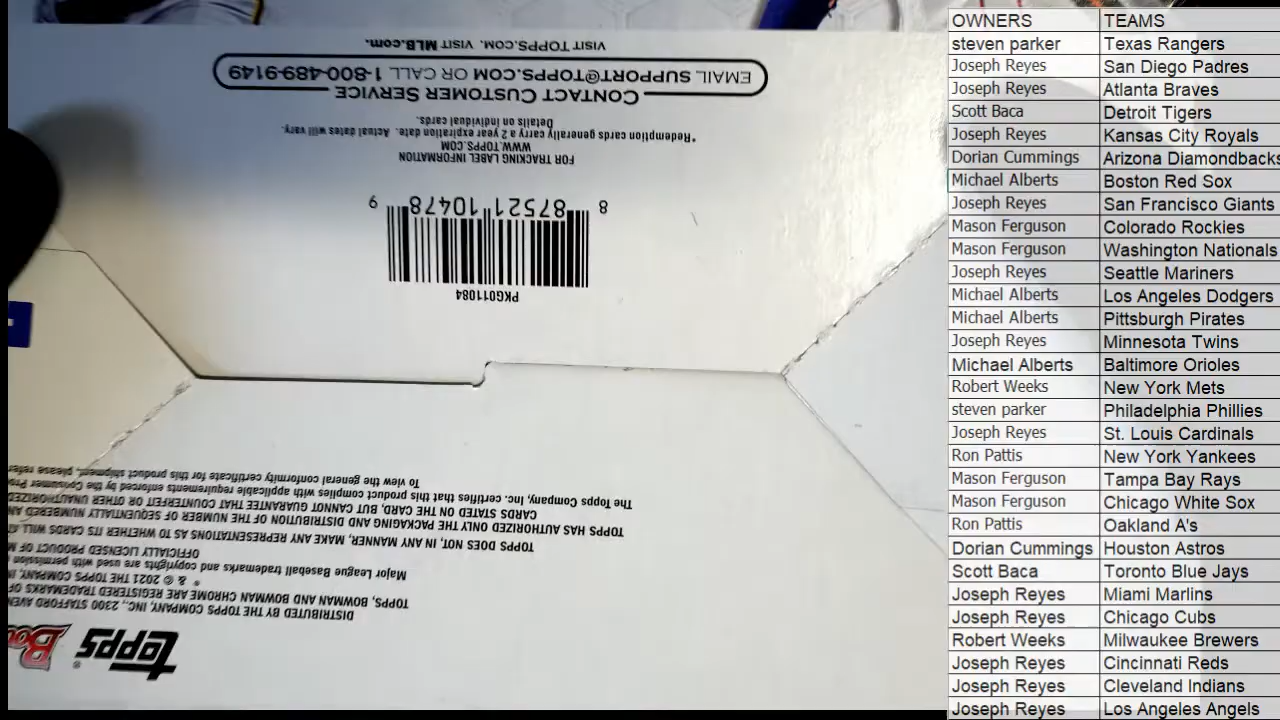 VISIT TOPPS.COM. VISIT MLB.com.
EMAIL SUPPORT@TOPPS.COM OR CALL 1-800-489-9149
CONTACT CUSTOMER SERVICE
Details on individual cards.
*Redemption cards generally carry a 2 year expiration date. Actual dates will vary.
WWW.TOPPS.COM
FOR TRACKING LABEL INFORMATION
8 87521 10478 9
PKG011084
To view the general conformity certificate for this product shipment, please refer
The Topps Company, Inc. certifies that this product complies with applicable requirements enforced by the Consumer
CARDS STATED ON THE CARD, BUT CANNOT GUARANTEE THAT COUNTERFEIT OR OTHER UNAUTHORIZED
TOPPS HAS AUTHORIZED ONLY THE PACKAGING AND DISTRIBUTION OF THE NUMBER OF SEQUENTIALLY NUMBERED
TOPPS DOES NOT, IN ANY MANNER, MAKE ANY REPRESENTATIONS AS TO WHETHER ITS CARDS WILL
OFFICIALLY LICENSED PRODUCT OF
Major League Baseball trademarks and copyrights are used with permission
* & © 2021 THE TOPPS COMPANY,
TOPPS, BOWMAN AND BOWMAN CHROME ARE REGISTERED TRADEMARKS OF
DISTRIBUTED BY THE TOPPS COMPANY, INC., 2300 STAFFORD
topps®
OWNERS TEAMS
steven parker Texas Rangers
Joseph Reyes San Diego Padres
Joseph Reyes Atlanta Braves
Scott Baca Detroit Tigers
Joseph Reyes Kansas City Royals
Dorian Cummings Arizona Diamondbacks
Michael Alberts Boston Red Sox
Joseph Reyes San Francisco Giants
Mason Ferguson Colorado Rockies
Mason Ferguson Washington Nationals
Joseph Reyes Seattle Mariners
Michael Alberts Los Angeles Dodgers
Michael Alberts Pittsburgh Pirates
Joseph Reyes Minnesota Twins
Michael Alberts Baltimore Orioles
Robert Weeks New York Mets
steven parker Philadelphia Phillies
Joseph Reyes St. Louis Cardinals
Ron Pattis New York Yankees
Mason Ferguson Tampa Bay Rays
Mason Ferguson Chicago White Sox
Ron Pattis Oakland A's
Dorian Cummings Houston Astros
Scott Baca Toronto Blue Jays
Joseph Reyes Miami Marlins
Joseph Reyes Chicago Cubs
Robert Weeks Milwaukee Brewers
Joseph Reyes Cincinnati Reds
Joseph Reyes Cleveland Indians
Joseph Reyes Los Angeles Angels